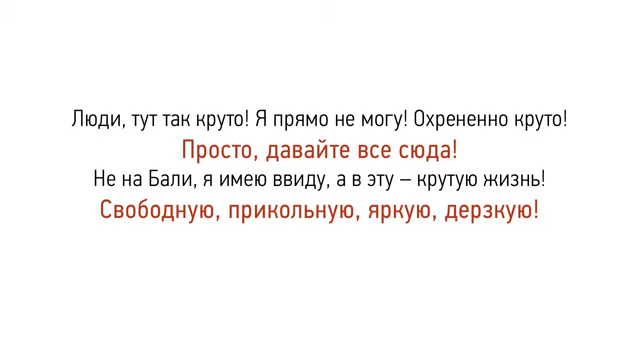 Люди, тут так круто! Я прямо не могу! Охрененно круто!
Просто, давайте все сюда!
Не на Бали, я имею ввиду, а в эту – крутую жизнь!
Свободную, прикольную, яркую, дерзкую!